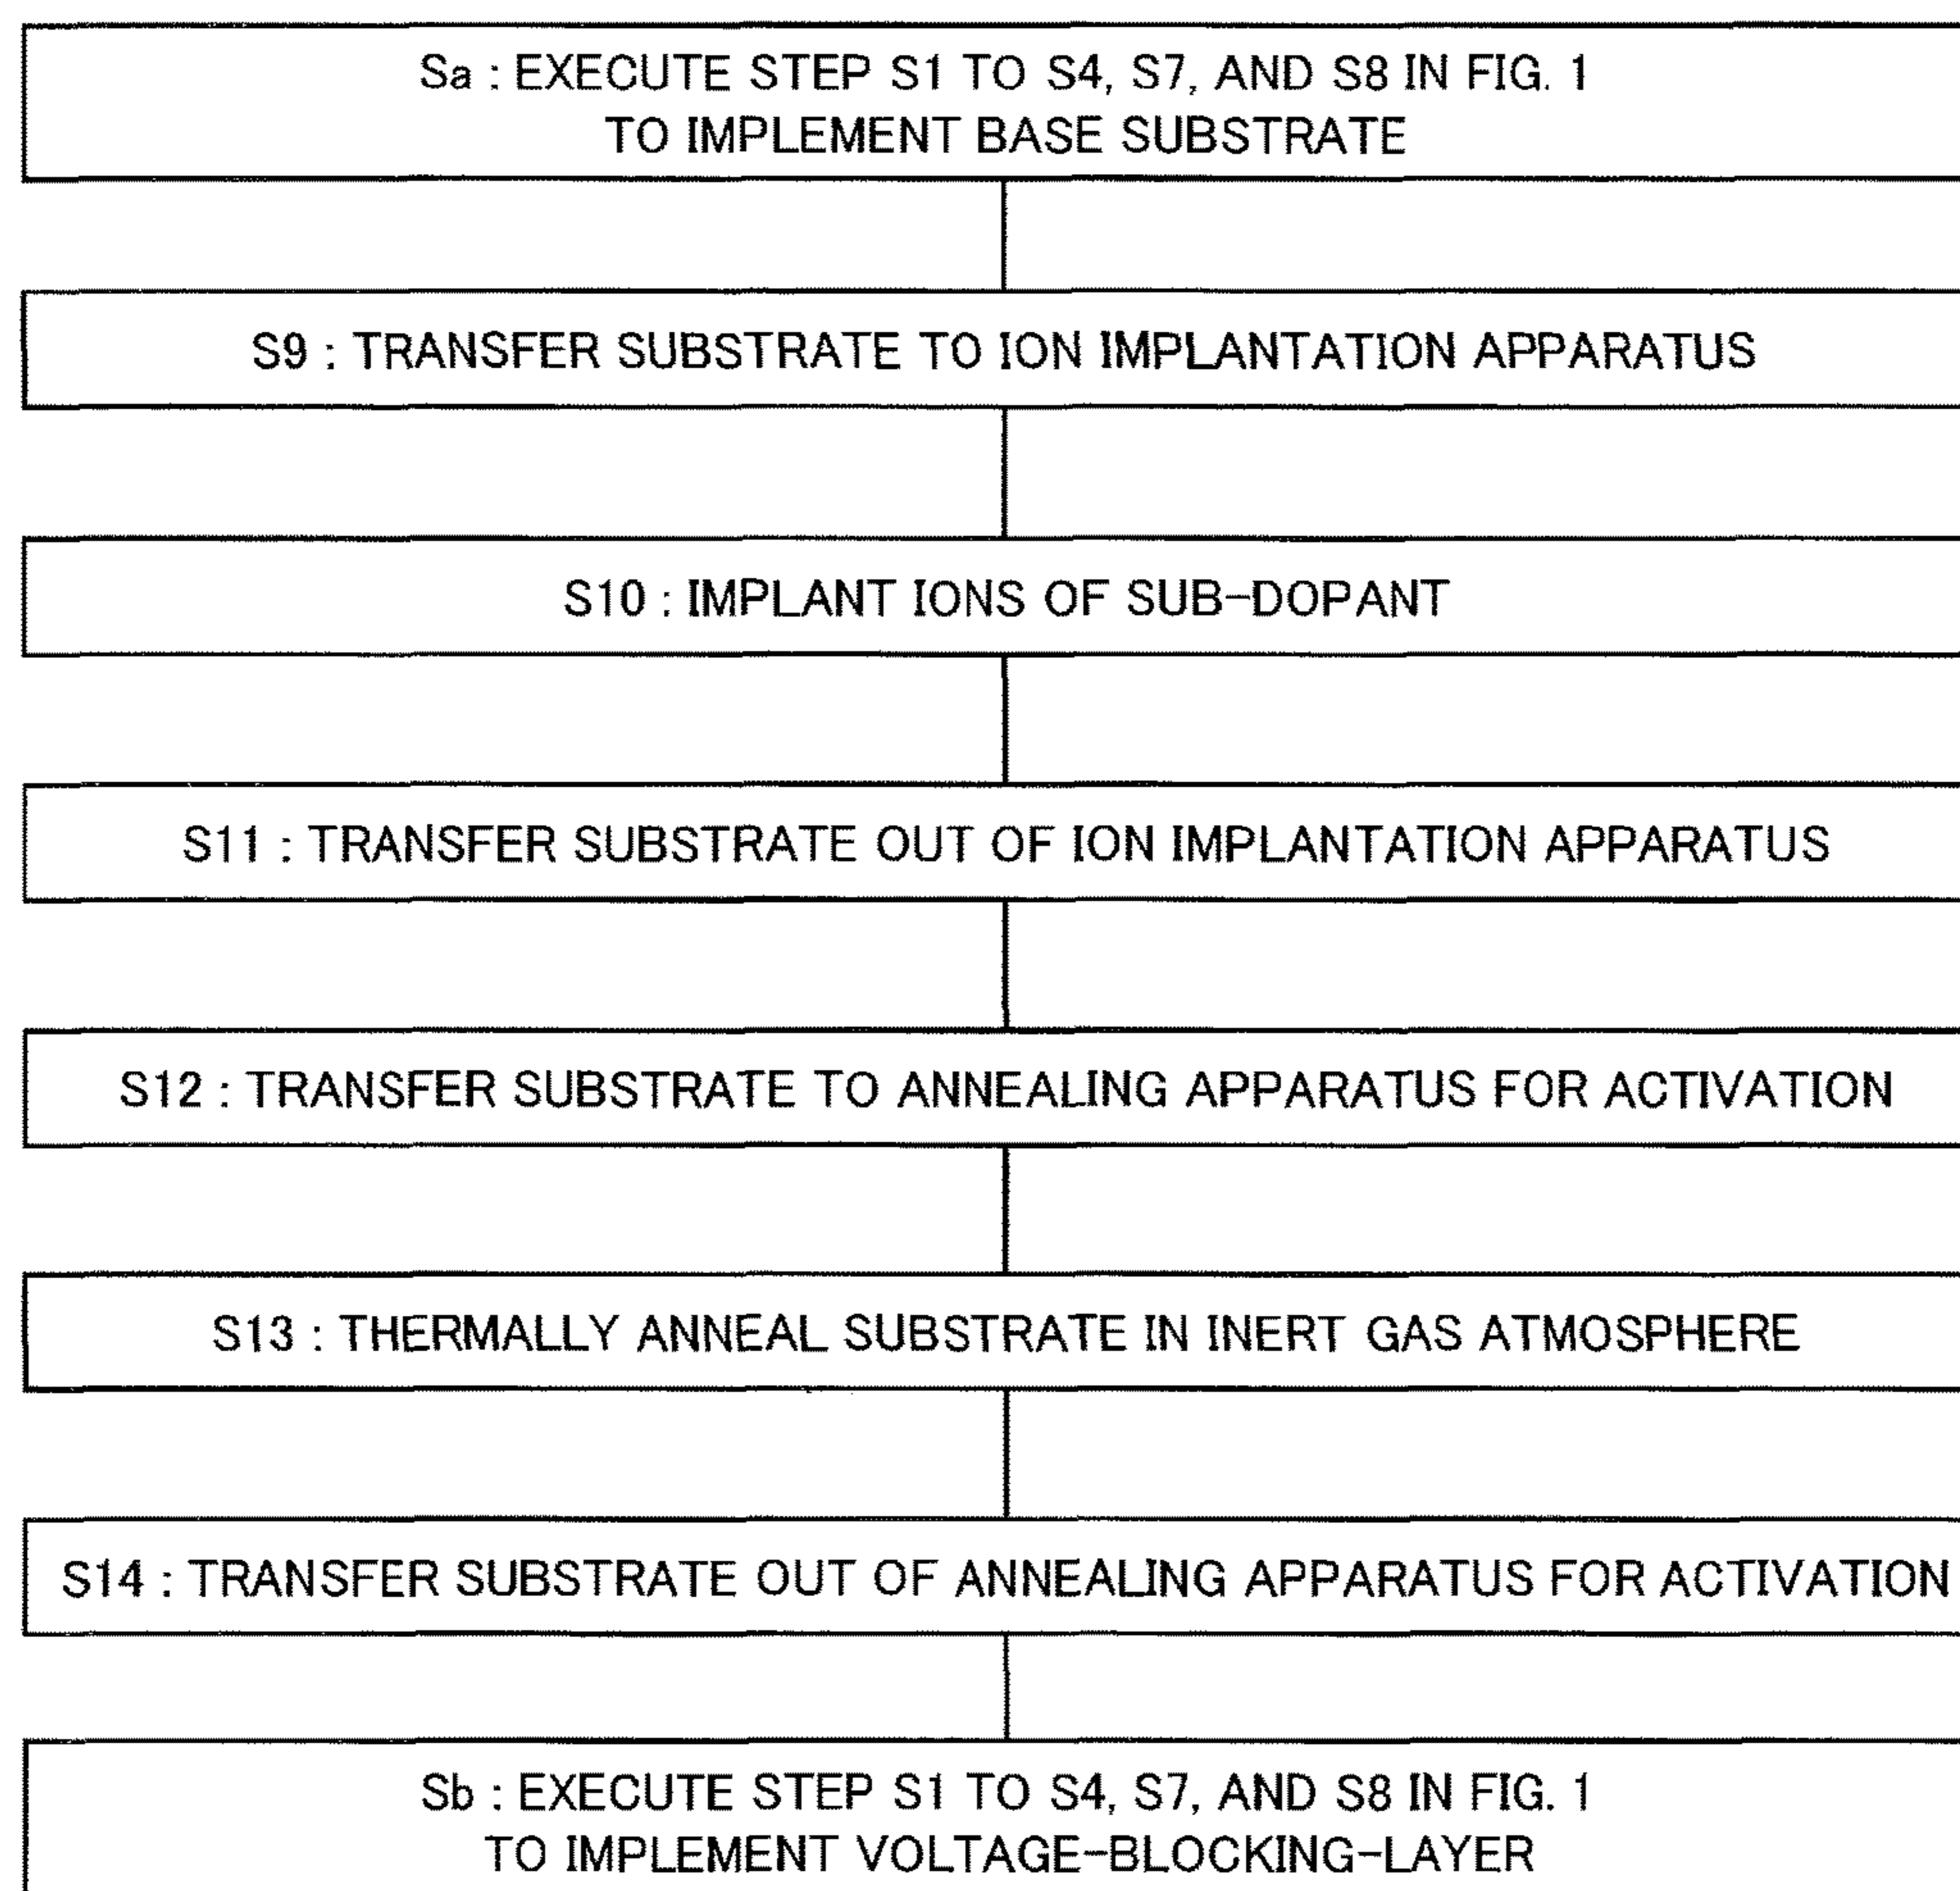 Sa : EXECUTE STEP S1 TO S4, S7, AND S8 IN FIG. 1
TO IMPLEMENT BASE SUBSTRATE
S9 : TRANSFER SUBSTRATE TO ION IMPLANTATION APPARATUS
S10 : IMPLANT IONS OF SUB-DOPANT
S11 : TRANSFER SUBSTRATE OUT OF ION IMPLANTATION APPARATUS
S12 : TRANSFER SUBSTRATE TO ANNEALING APPARATUS FOR ACTIVATION
S13 : THERMALLY ANNEAL SUBSTRATE IN INERT GAS ATMOSPHERE
S14 : TRANSFER SUBSTRATE OUT OF ANNEALING APPARATUS FOR ACTIVATION
Sb : EXECUTE STEP S1 TO S4, S7, AND S8 IN FIG. 1
TO IMPLEMENT VOLTAGE-BLOCKING-LAYER